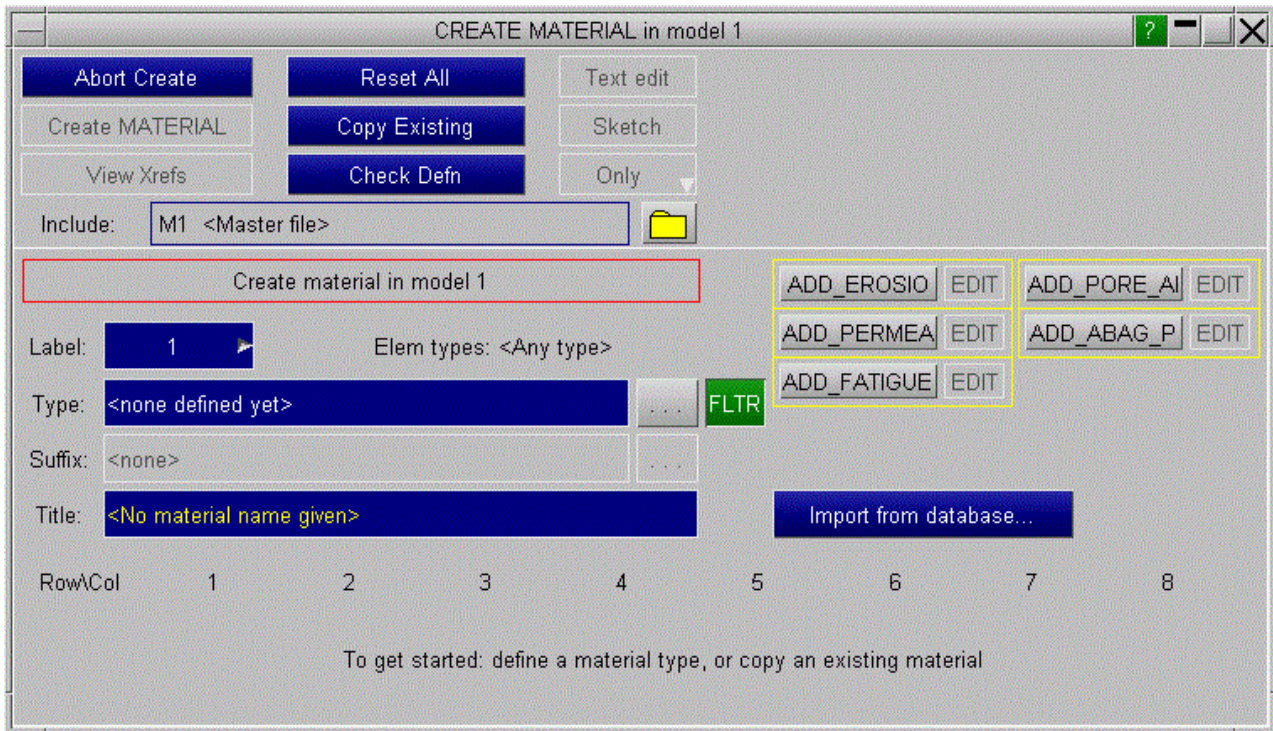 CREATE MATERIAL in model 1 ?
Abort Create Reset All Text edit
Create MATERIAL Copy Existing Sketch
View Xrefs Check Defn Only
Include: M1 <Master file>
Create material in model 1
ADD_EROSIO EDIT ADD_PORE_AI EDIT
Label: 1 Elem types: <Any type>
ADD_PERMEA EDIT ADD_ABAG_P EDIT
Type: <none defined yet> ... FLTR
ADD_FATIGUE EDIT
Suffix: <none> ...
Title: <No material name given> Import from database...
Row\Col 1 2 3 4 5 6 7 8
To get started: define a material type, or copy an existing material